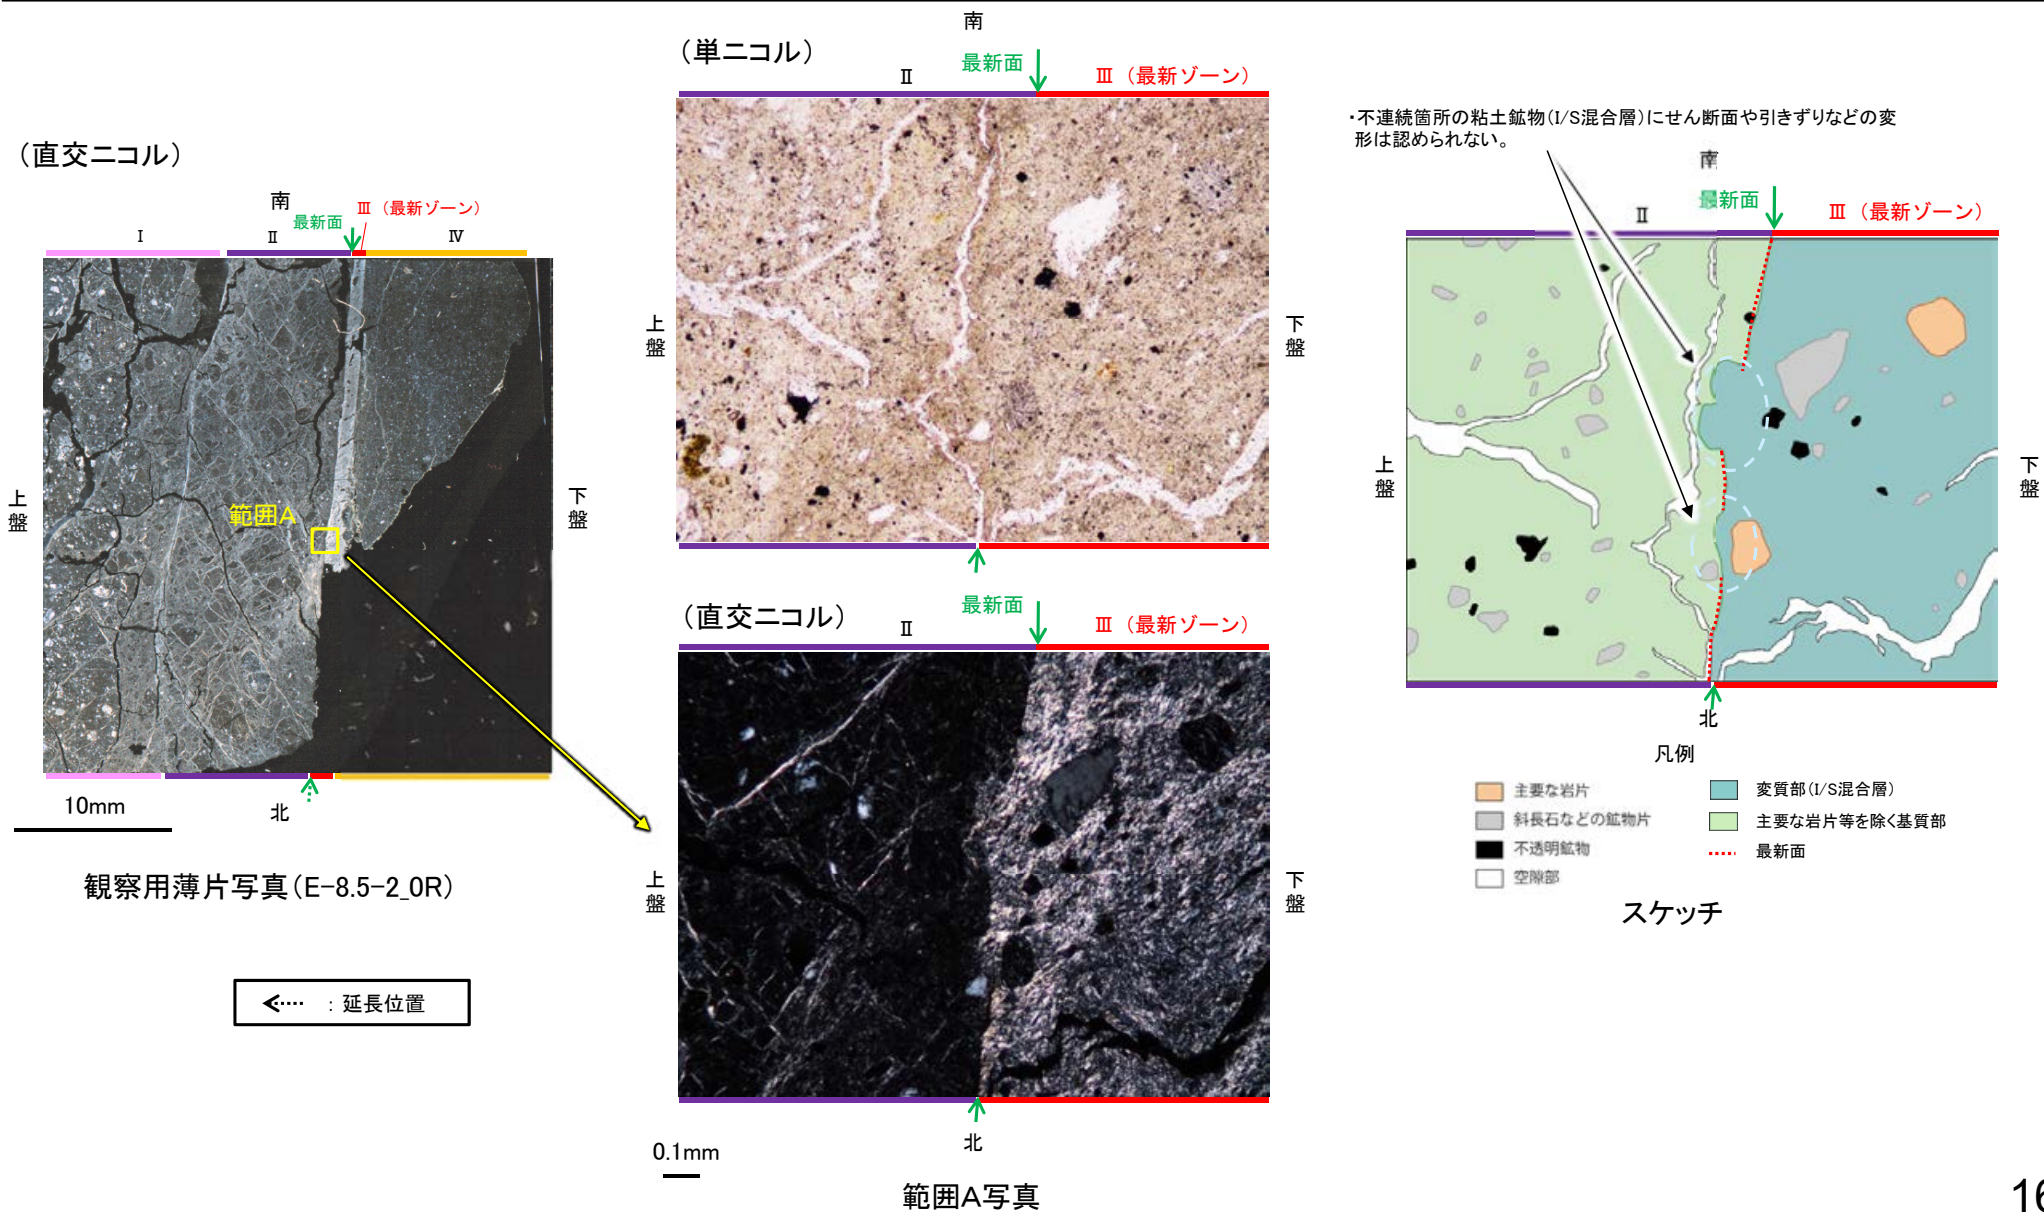 (直交ニコル)
南
最新面
Ⅲ (最新ゾーン)
Ⅰ
Ⅱ
Ⅳ
上盤
下盤
範囲A
10mm
北
観察用薄片写真(E-8.5-2_0R)
:延長位置
南
(単ニコル)
Ⅱ
最新面
Ⅲ (最新ゾーン)
上盤
下盤
(直交ニコル)
Ⅱ
最新面
Ⅲ (最新ゾーン)
上盤
下盤
北
0.1mm
範囲A写真
・不連続箇所の粘土鉱物(I/S混合層)にせん断面や引きずりなどの変
形は認められない。
南
Ⅱ
最新面
Ⅲ (最新ゾーン)
上盤
下盤
北
凡例
主要な岩片
斜長石などの鉱物片
不透明鉱物
空隙部
変質部(I/S混合層)
主要な岩片等を除く基質部
最新面
スケッチ